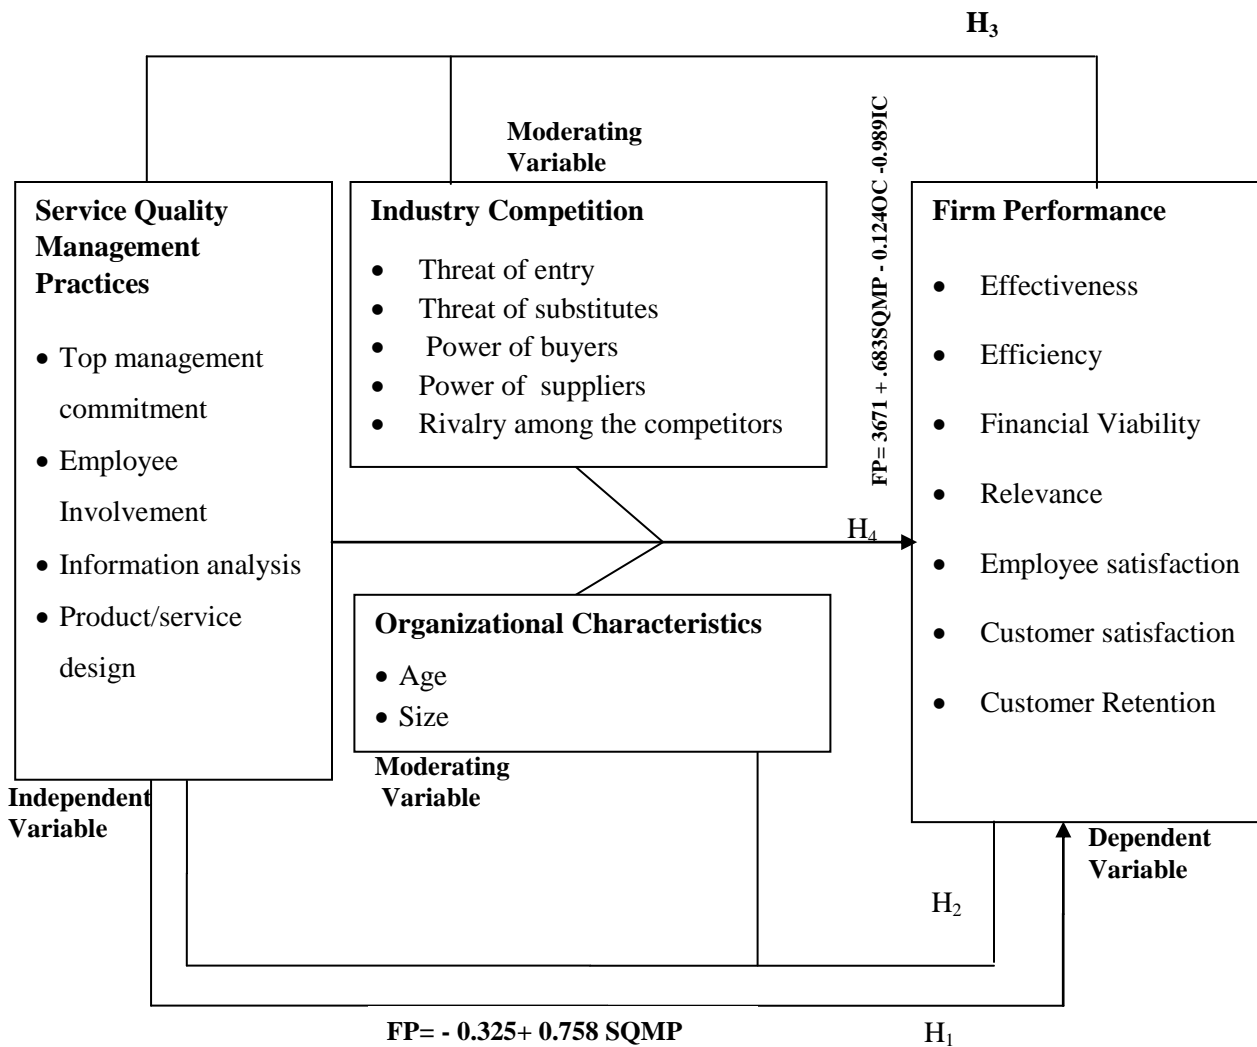 H₃
Moderating
Variable
FP= 3671 + .683SQMP - 0.124OC -0.989IC
Service Quality
Management
Practices
• Top management
commitment
• Employee
Involvement
• Information analysis
• Product/service
design
Independent
Variable
Industry Competition
• Threat of entry
• Threat of substitutes
• Power of buyers
• Power of suppliers
• Rivalry among the competitors
H₄
Organizational Characteristics
• Age
• Size
Moderating
Variable
Firm Performance
• Effectiveness
• Efficiency
• Financial Viability
• Relevance
• Employee satisfaction
• Customer satisfaction
• Customer Retention
Dependent
Variable
H₂
FP= - 0.325+ 0.758 SQMP
H₁